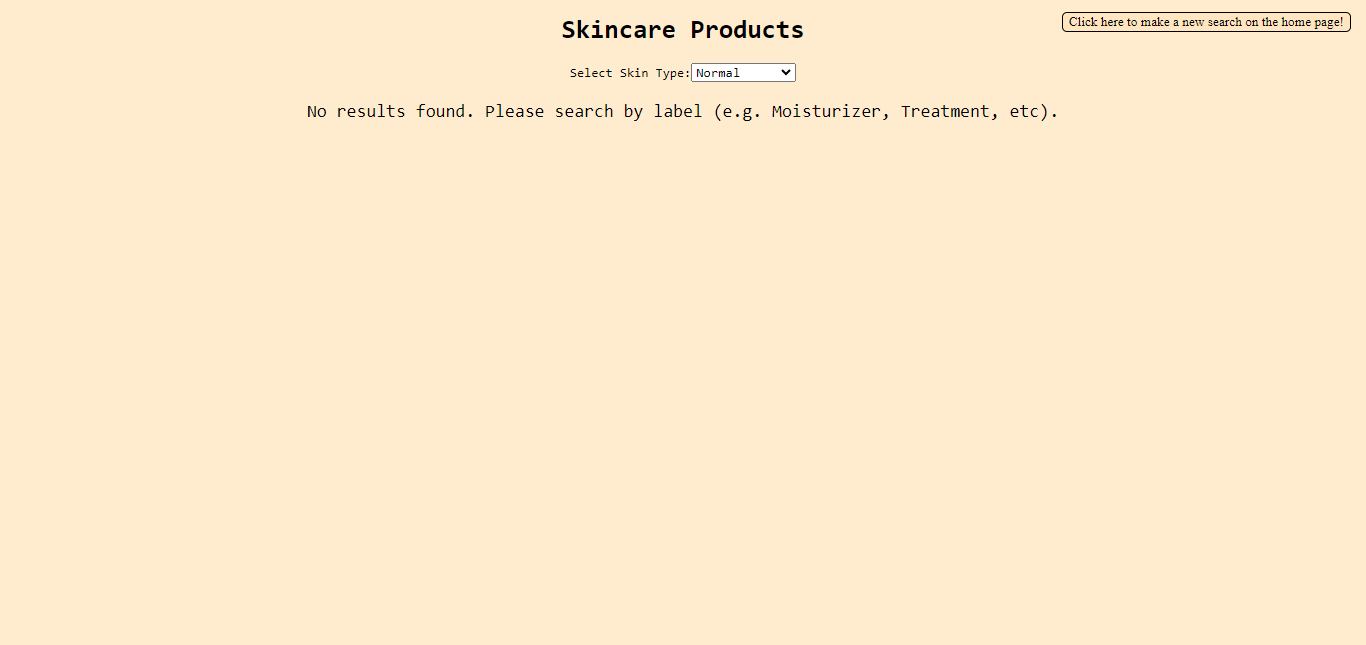 Skincare Products
Click here to make a new search on the home page!
Select Skin Type: Normal
No results found. Please search by label (e.g. Moisturizer, Treatment, etc).